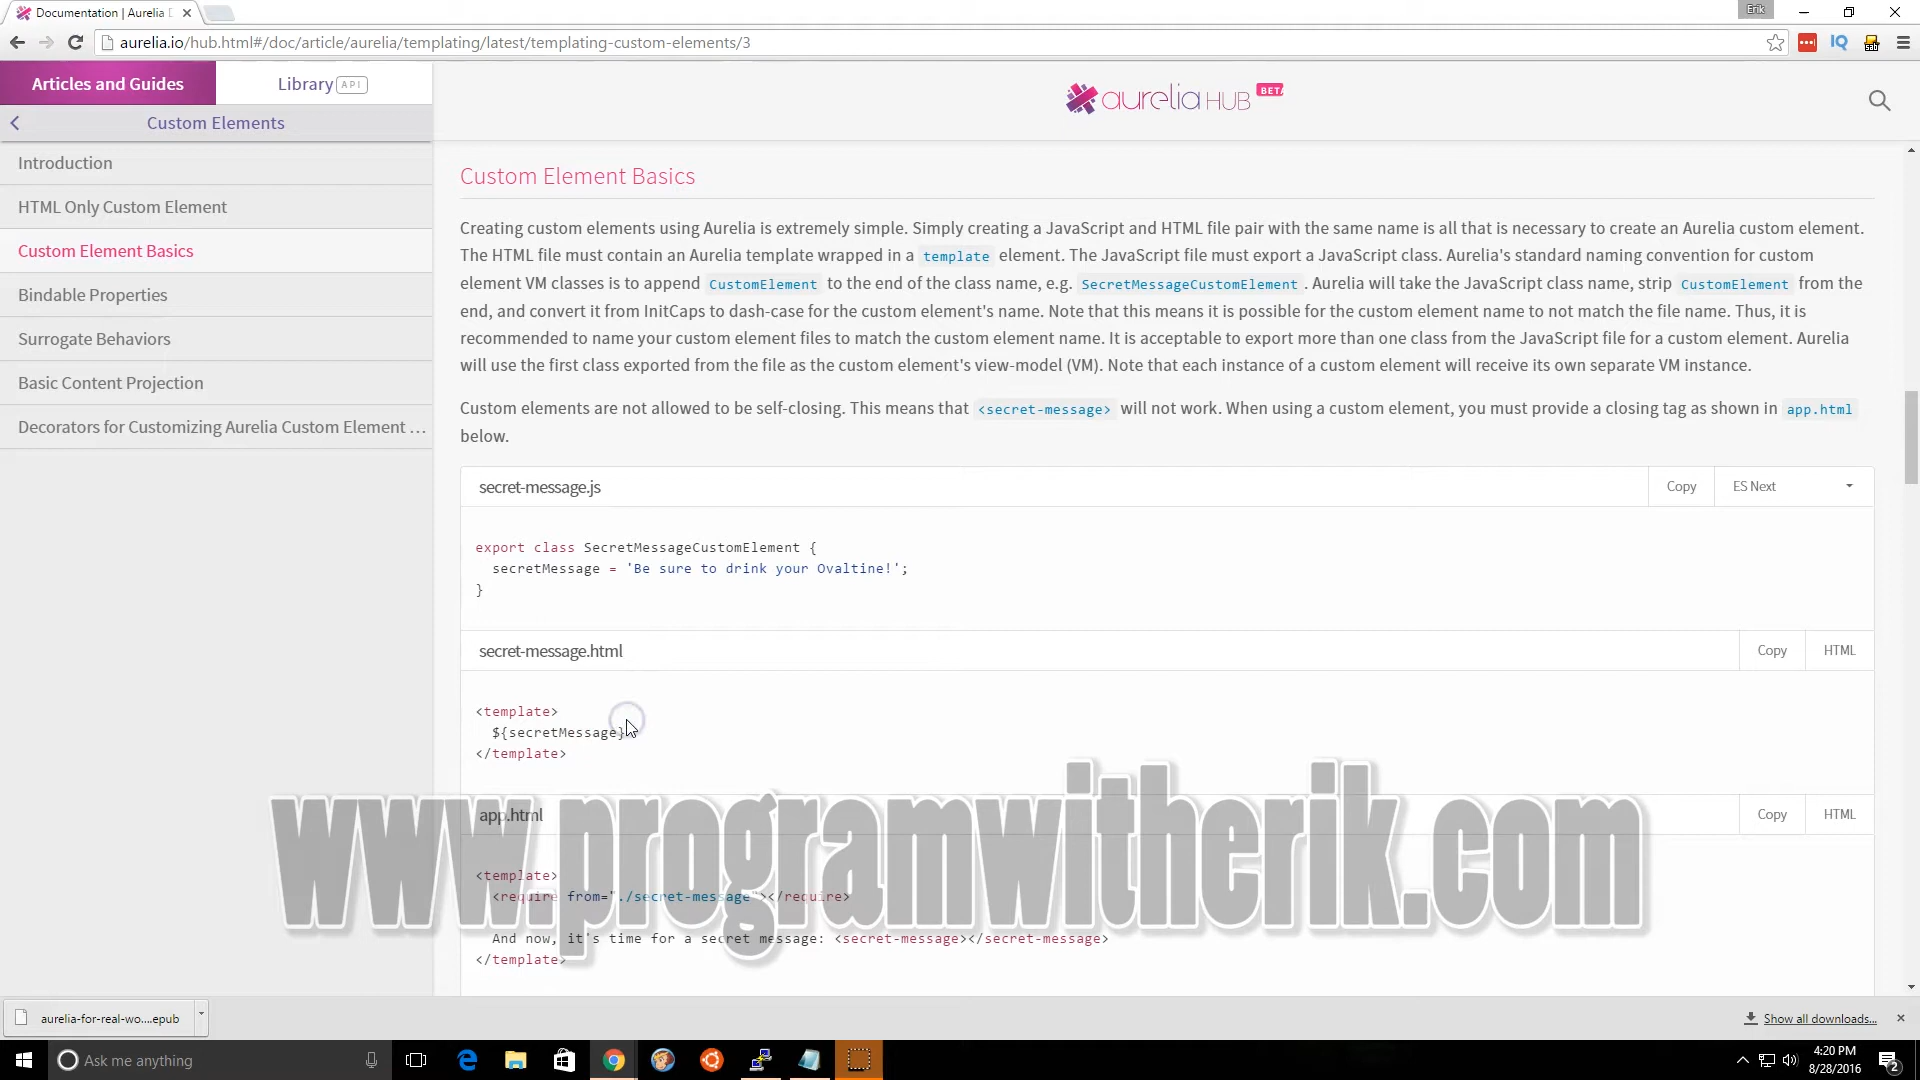 Documentation | Aurelia D
Erik
aurelia.io/hub.html#/doc/article/aurelia/templating/latest/templating-custom-elements/3
IQ
Articles and Guides
Library API
aurelia HUB BETA
Custom Elements
Introduction
HTML Only Custom Element
Custom Element Basics
Bindable Properties
Surrogate Behaviors
Basic Content Projection
Decorators for Customizing Aurelia Custom Element ...
Custom Element Basics
Creating custom elements using Aurelia is extremely simple. Simply creating a JavaScript and HTML file pair with the same name is all that is necessary to create an Aurelia custom element.
The HTML file must contain an Aurelia template wrapped in a template element. The JavaScript file must export a JavaScript class. Aurelia's standard naming convention for custom
element VM classes is to append CustomElement to the end of the class name, e.g. SecretMessageCustomElement . Aurelia will take the JavaScript class name, strip CustomElement from the
end, and convert it from InitCaps to dash-case for the custom element's name. Note that this means it is possible for the custom element name to not match the file name. Thus, it is
recommended to name your custom element files to match the custom element name. It is acceptable to export more than one class from the JavaScript file for a custom element. Aurelia
will use the first class exported from the file as the custom element's view-model (VM). Note that each instance of a custom element will receive its own separate VM instance.
Custom elements are not allowed to be self-closing. This means that <secret-message> will not work. When using a custom element, you must provide a closing tag as shown in app.html
below.
secret-message.js
Copy
ES Next
export class SecretMessageCustomElement {
secretMessage = 'Be sure to drink your Ovaltine!';
}
secret-message.html
Copy
HTML
<template>
${secretMessage}
</template>
app.html
Copy
HTML
<template>
<require from="./secret-message"></require>
And now, it's time for a secret message: <secret-message></secret-message>
</template>
www.programwitherik.com
aurelia-for-real-wo....epub
Show all downloads...
Ask me anything
4:20 PM
8/28/2016
2